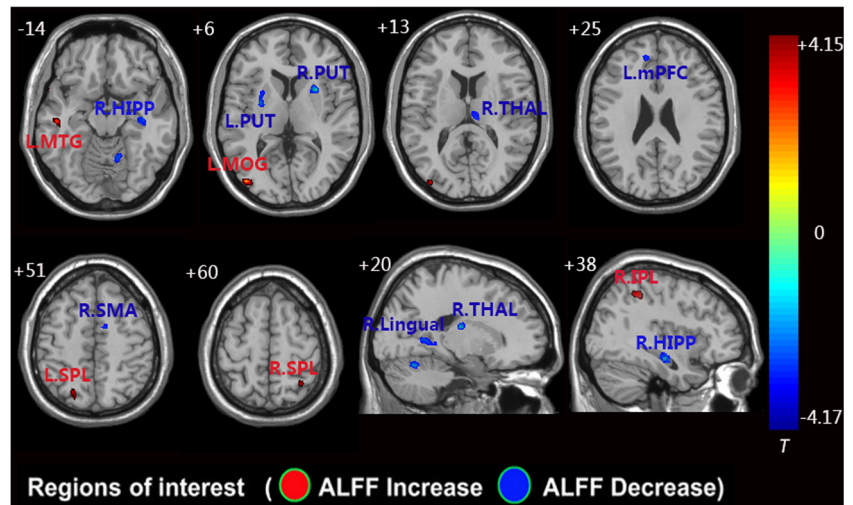 -14
+6
+13
+25
+4.15
R.HIPP
L.MTG
R.PUT
L.PUT
L.MOG
R.THAL
L.mPFC
0
+51
+60
+20
+38
R.SMA
L.SPL
R.SPL
R.Lingual
R.THAL
R.IPL
R.HIPP
-4.17
T
Regions of interest ( ALFF Increase ALFF Decrease)